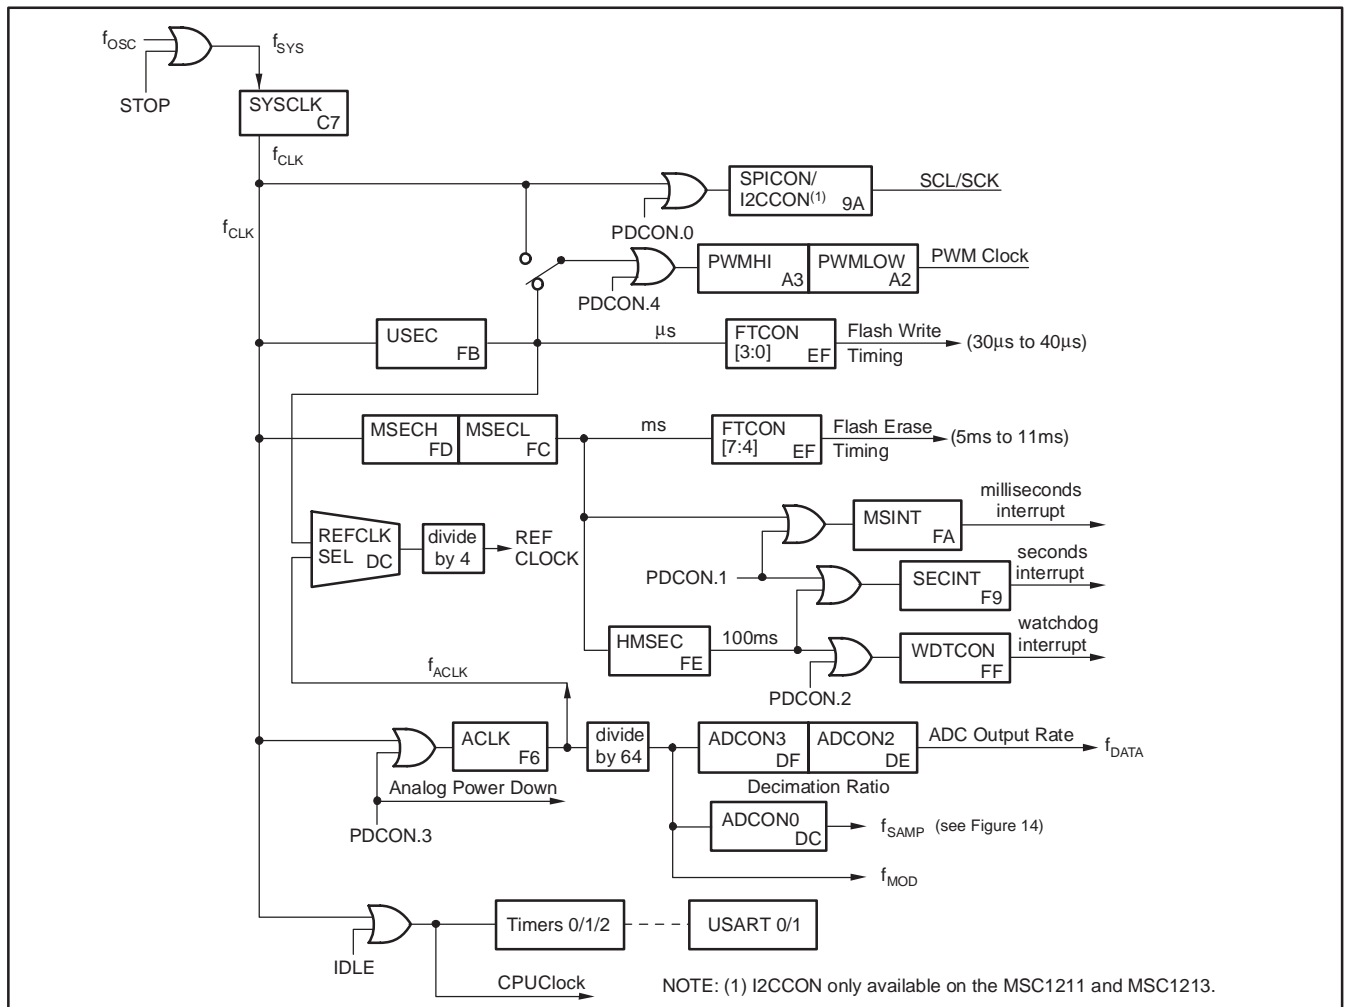 fOSC
fSYS
STOP
SYSCLK
C7
fCLK
fCLK
SPICON/
I2CCON(1)
9A
SCL/SCK
PDCON.0
PWMHI
A3
PWMLOW
A2
PWM Clock
PDCON.4
USEC
FB
μs
FTCON
[3:0]
EF
Flash Write
Timing
(30μs to 40μs)
MSECH
FD
MSECL
FC
ms
FTCON
[7:4]
EF
Flash Erase
Timing
(5ms to 11ms)
milliseconds
interrupt
MSINT
FA
REFCLK
SEL
DC
divide
by 4
REF
CLOCK
PDCON.1
seconds
interrupt
SECINT
F9
HMSEC
FE
100ms
watchdog
interrupt
WDTCON
FF
PDCON.2
fACLK
ACLK
F6
divide
by 64
ADCON3
DF
ADCON2
DE
ADC Output Rate
fDATA
Analog Power Down
Decimation Ratio
PDCON.3
ADCON0
DC
fSAMP (see Figure 14)
fMOD
Timers 0/1/2
USART 0/1
IDLE
CPUClock
NOTE: (1) I2CCON only available on the MSC1211 and MSC1213.